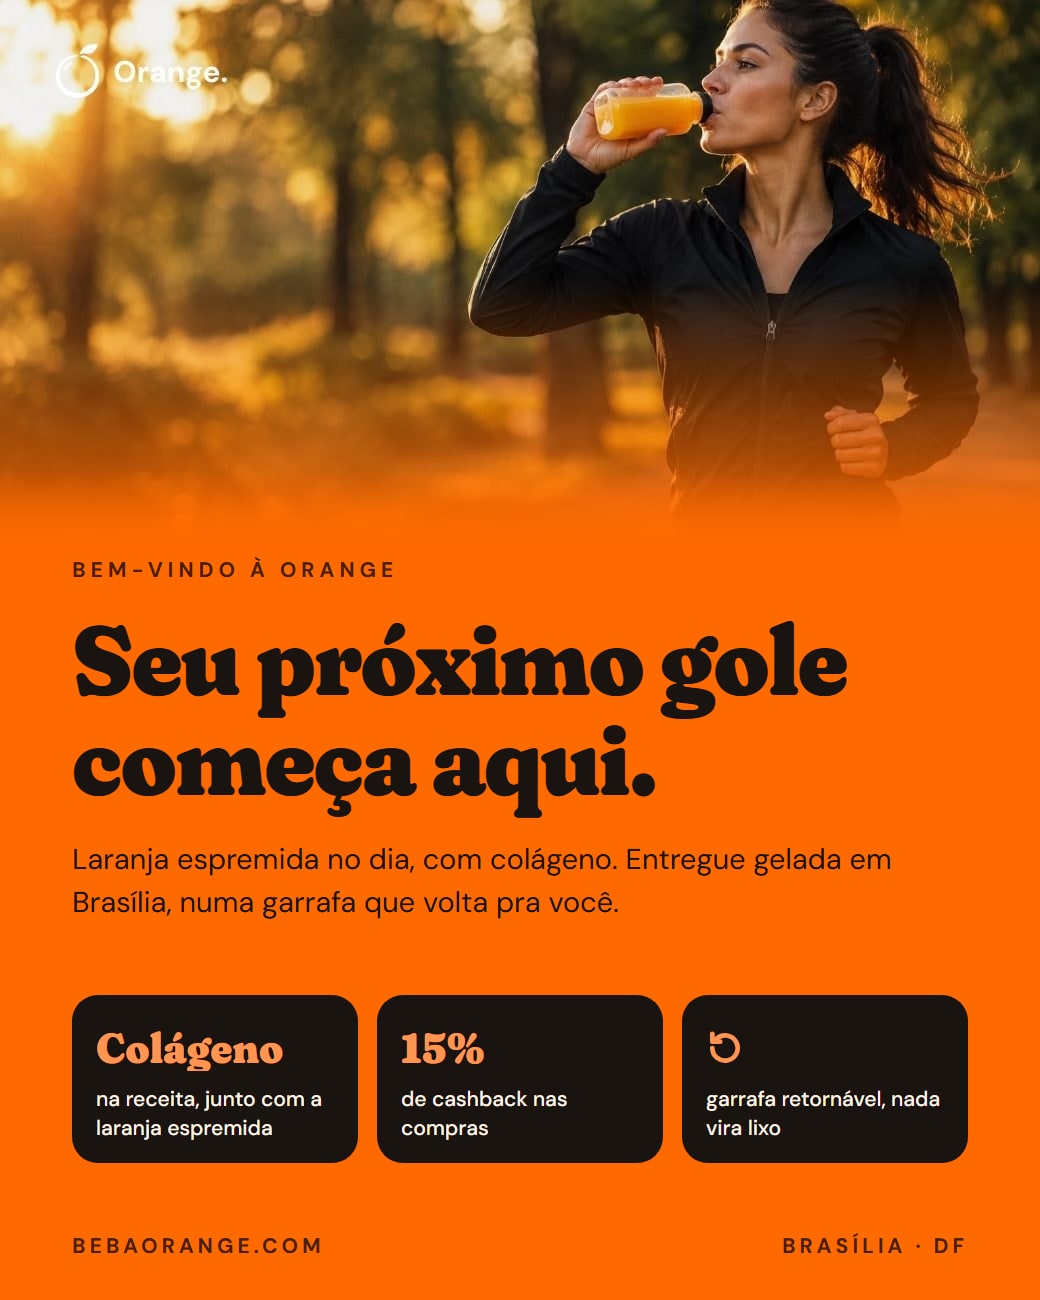 Orange.
BEM-VINDO À ORANGE
Seu próximo gole
começa aqui.
Laranja espremida no dia, com colágeno. Entregue gelada em
Brasília, numa garrafa que volta pra você.
Colágeno
na receita, junto com a
laranja espremida
15%
de cashback nas
compras
garrafa retornável, nada
vira lixo
BEBAORANGE.COM
BRASÍLIA · DF